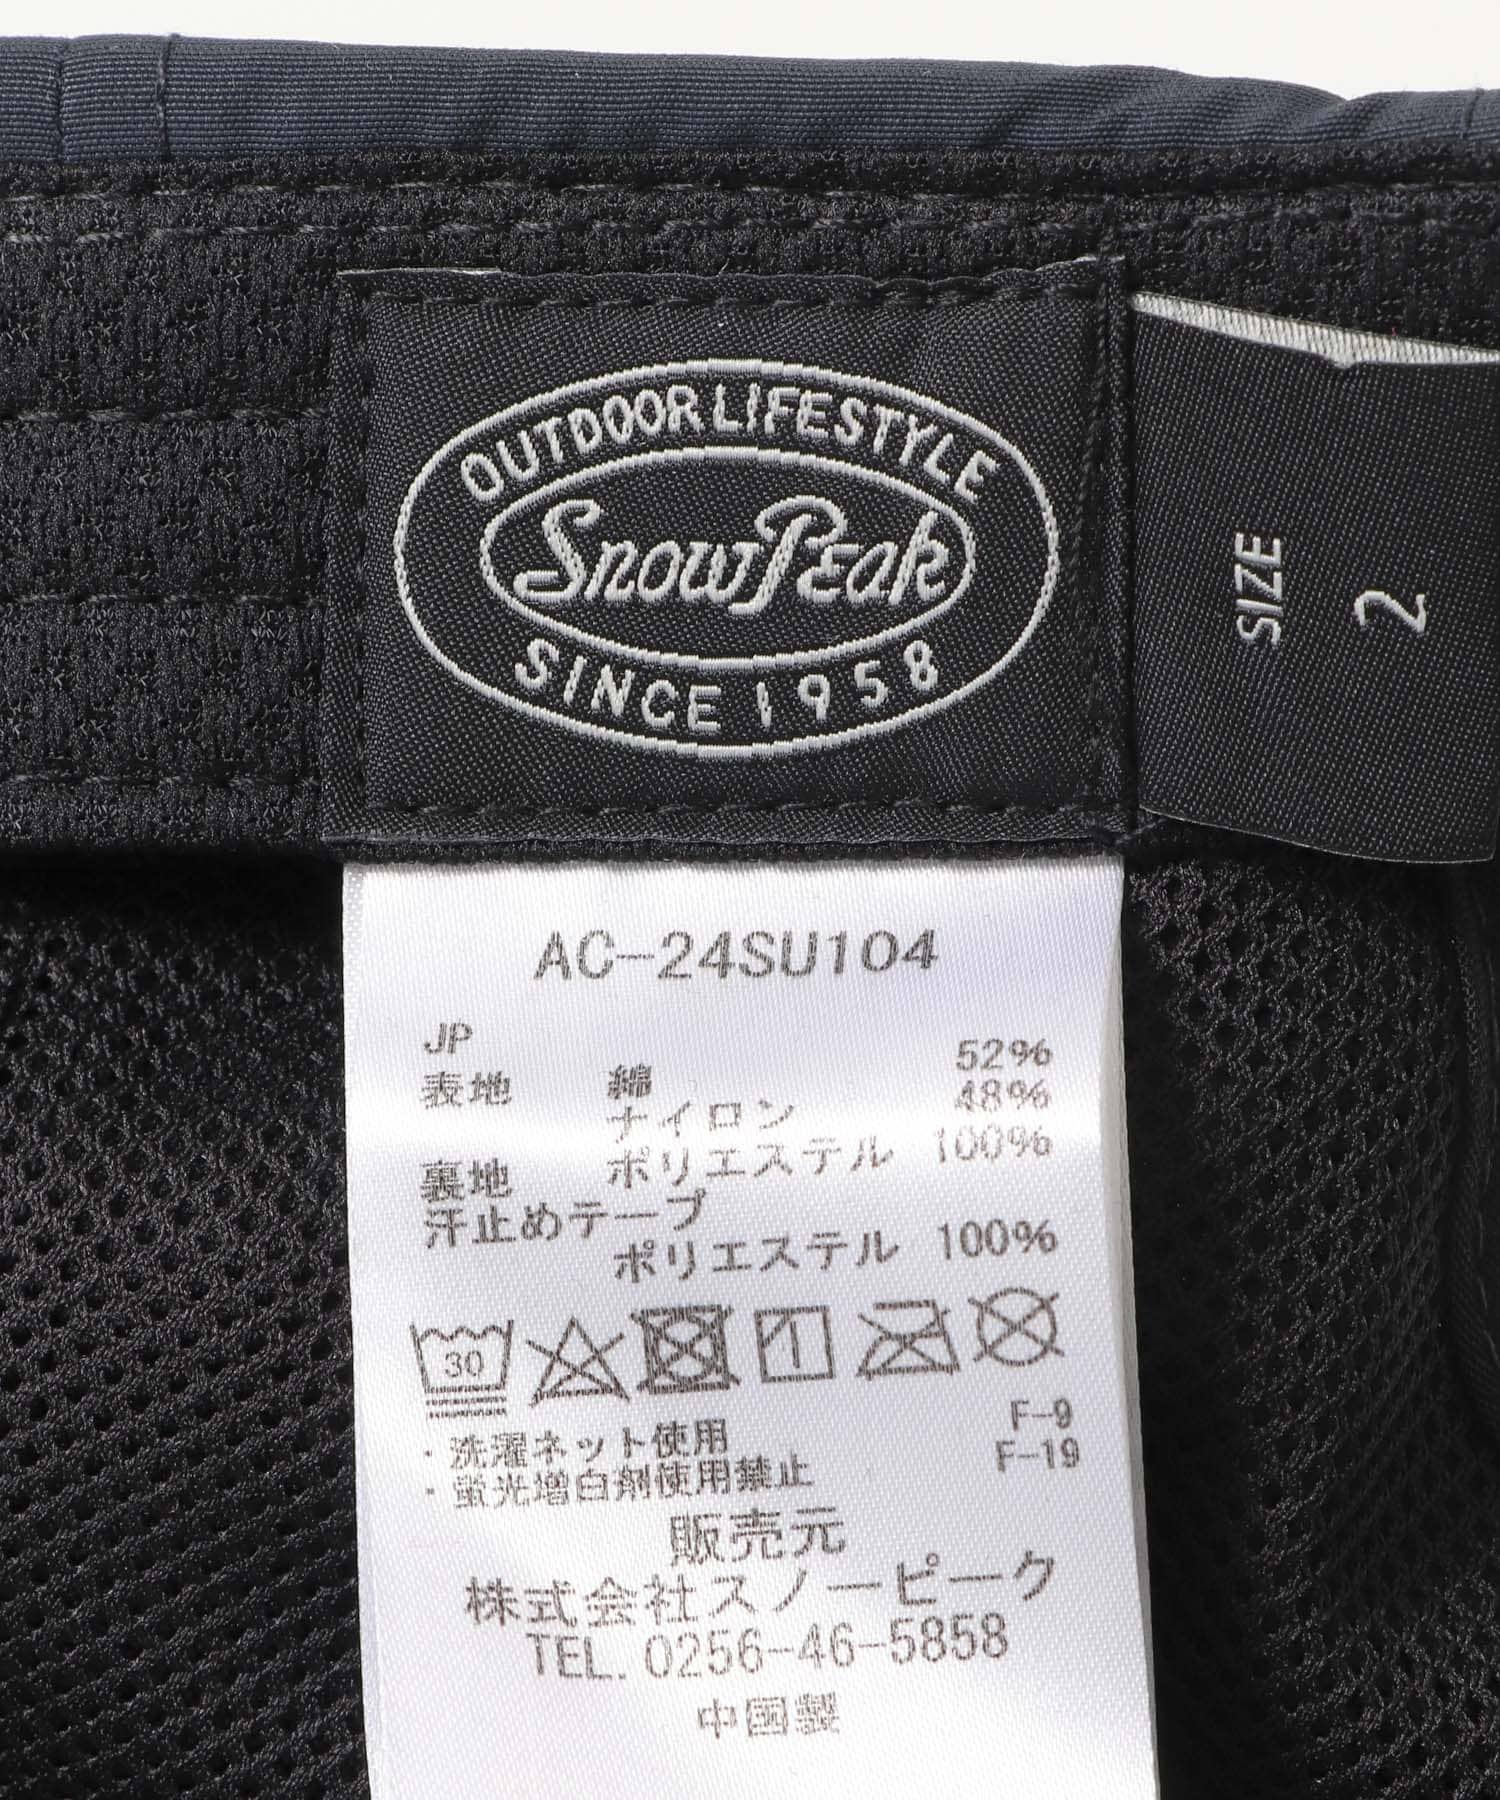 OUTDOOR LIFESTYLE
Snow Peak
SINCE 1958
SIZE
2
AC-24SU104
JP
表地 綿 52%
ナイロン 48%
裏地 ポリエステル 100%
汗止めテープ
ポリエステル 100%
30
F-9
・洗濯ネット使用 F-19
・蛍光増白剤使用禁止
販売元
株式会社スノーピーク
TEL. 0256-46-5858
中国製